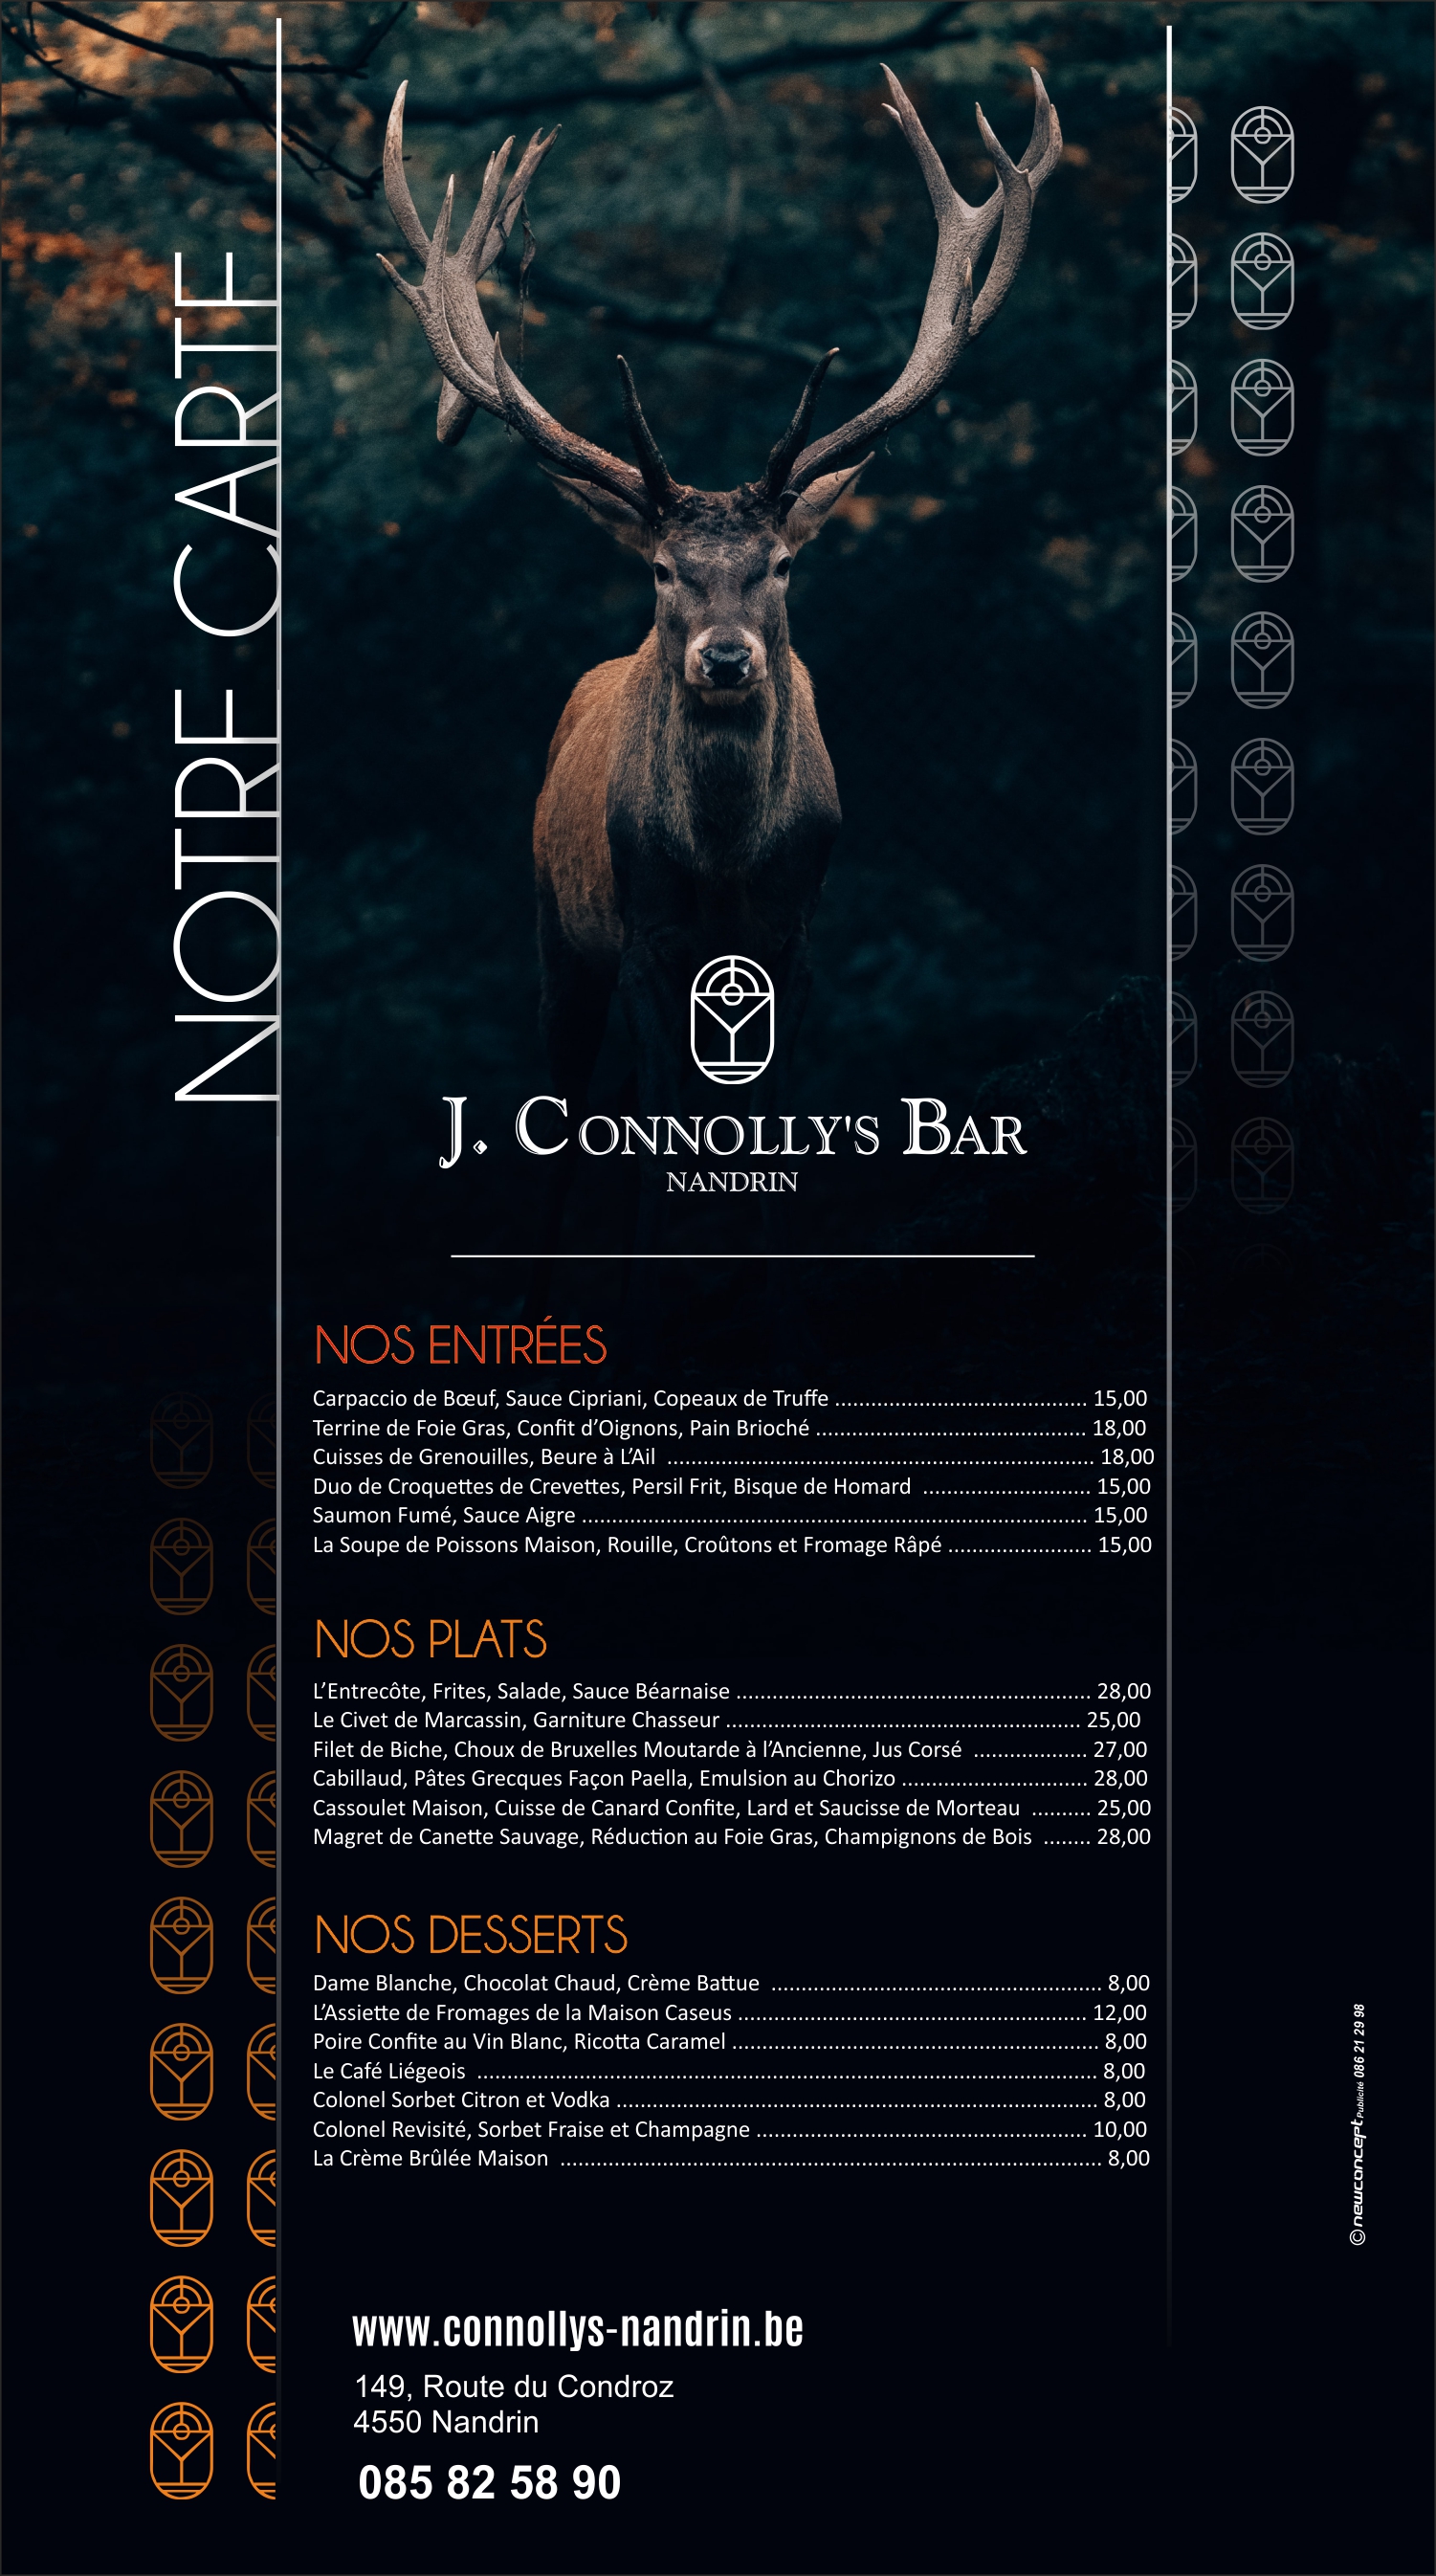 NOTRE CARTE
J. CONNOLLY'S BAR
NANDRIN
NOS ENTRÉES
Carpaccio de Bœuf, Sauce Cipriani, Copeaux de Truffe .......................................... 15,00
Terrine de Foie Gras, Confit d’Oignons, Pain Brioché ............................................. 18,00
Cuisses de Grenouilles, Beure à L’Ail ....................................................................... 18,00
Duo de Croquettes de Crevettes, Persil Frit, Bisque de Homard ............................ 15,00
Saumon Fumé, Sauce Aigre .................................................................................... 15,00
La Soupe de Poissons Maison, Rouille, Croûtons et Fromage Râpé ........................ 15,00
NOS PLATS
L’Entrecôte, Frites, Salade, Sauce Béarnaise ........................................................... 28,00
Le Civet de Marcassin, Garniture Chasseur ........................................................... 25,00
Filet de Biche, Choux de Bruxelles Moutarde à l’Ancienne, Jus Corsé ................... 27,00
Cabillaud, Pâtes Grecques Façon Paella, Emulsion au Chorizo ............................... 28,00
Cassoulet Maison, Cuisse de Canard Confite, Lard et Saucisse de Morteau .......... 25,00
Magret de Canette Sauvage, Réduction au Foie Gras, Champignons de Bois ........ 28,00
NOS DESSERTS
Dame Blanche, Chocolat Chaud, Crème Battue ....................................................... 8,00
L’Assiette de Fromages de la Maison Caseus .......................................................... 12,00
Poire Confite au Vin Blanc, Ricotta Caramel ............................................................. 8,00
Le Café Liégeois ....................................................................................................... 8,00
Colonel Sorbet Citron et Vodka ................................................................................ 8,00
Colonel Revisité, Sorbet Fraise et Champagne ....................................................... 10,00
La Crème Brûlée Maison .......................................................................................... 8,00
www.connollys-nandrin.be
149, Route du Condroz
4550 Nandrin
085 82 58 90
© newconcept Publicité 086 21 29 98